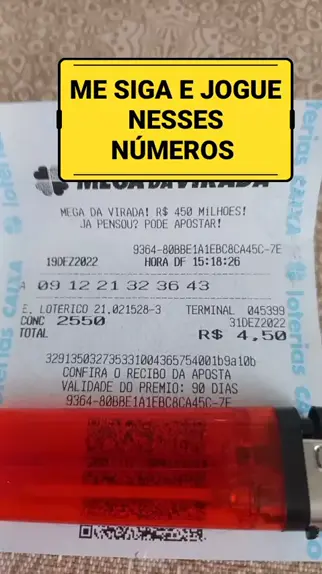 ME SIGA E JOGUE
NESSES
NÚMEROS
MEGA DA VIRADA
MEGA DA VIRADA! R$ 450 MILHOES!
JA PENSOU? PODE APOSTAR!
9364-80BBE1A1EBC8CA45C-7E
19DEZ2022 HORA DF 15:18:26
A 09 12 21 32 36 43
E. LOTERICO 21.021528-3 TERMINAL 045399
CONC 2550 31DEZ2022
TOTAL R$ 4,50
329135032735331004365754001b9a10b
CONFIRA O RECIBO DA APOSTA
VALIDADE DO PREMIO: 90 DIAS
9364-80BBE1A1EBC8CA45C-7E
loterias CAIXA
loterias CAIXA
loterias